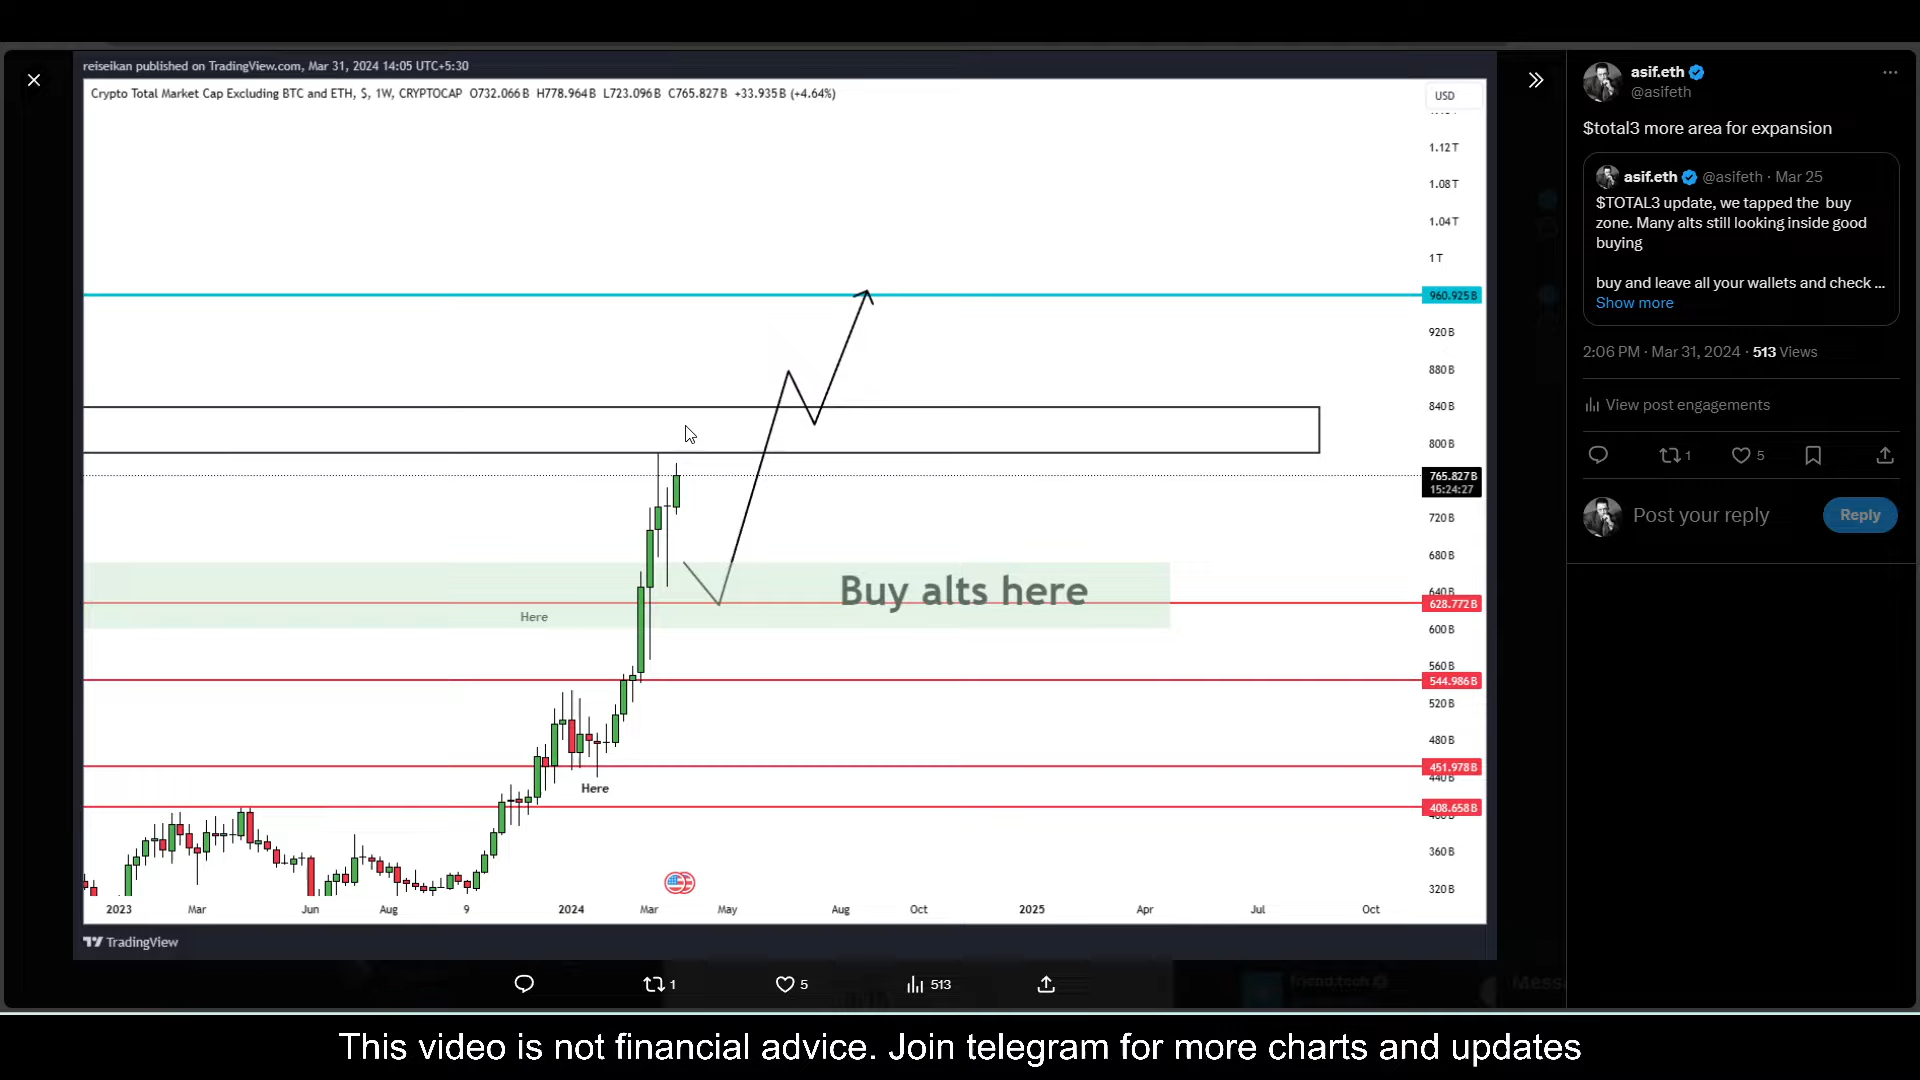 reiseikan published on TradingView.com, Mar 31, 2024 14:05 UTC+5:30
Crypto Total Market Cap Excluding BTC and ETH, $, 1W, CRYPTOCAP O732.066B H778.964B L723.096B C765.827B +33.935B (+4.64%)
USD
1.12T
1.08T
1.04T
1T
960.925B
920B
880B
840B
800B
765.827B
15:24:27
720B
680B
640B
628.772B
600B
560B
544.986B
520B
480B
451.978B
440B
408.658B
360B
320B
Buy alts here
Here
Here
2023 Mar Jun Aug 9 2024 Mar May Aug Oct 2025 Apr Jul Oct
TradingView
1 5 513
asif.eth
@asifeth
$total3 more area for expansion
asif.eth @asifeth · Mar 25
$TOTAL3 update, we tapped the buy
zone. Many alts still looking inside good
buying
buy and leave all your wallets and check ...
Show more
2:06 PM · Mar 31, 2024 · 513 Views
View post engagements
1 5
Post your reply
Reply
friend.tech
This video is not financial advice. Join telegram for more charts and updates